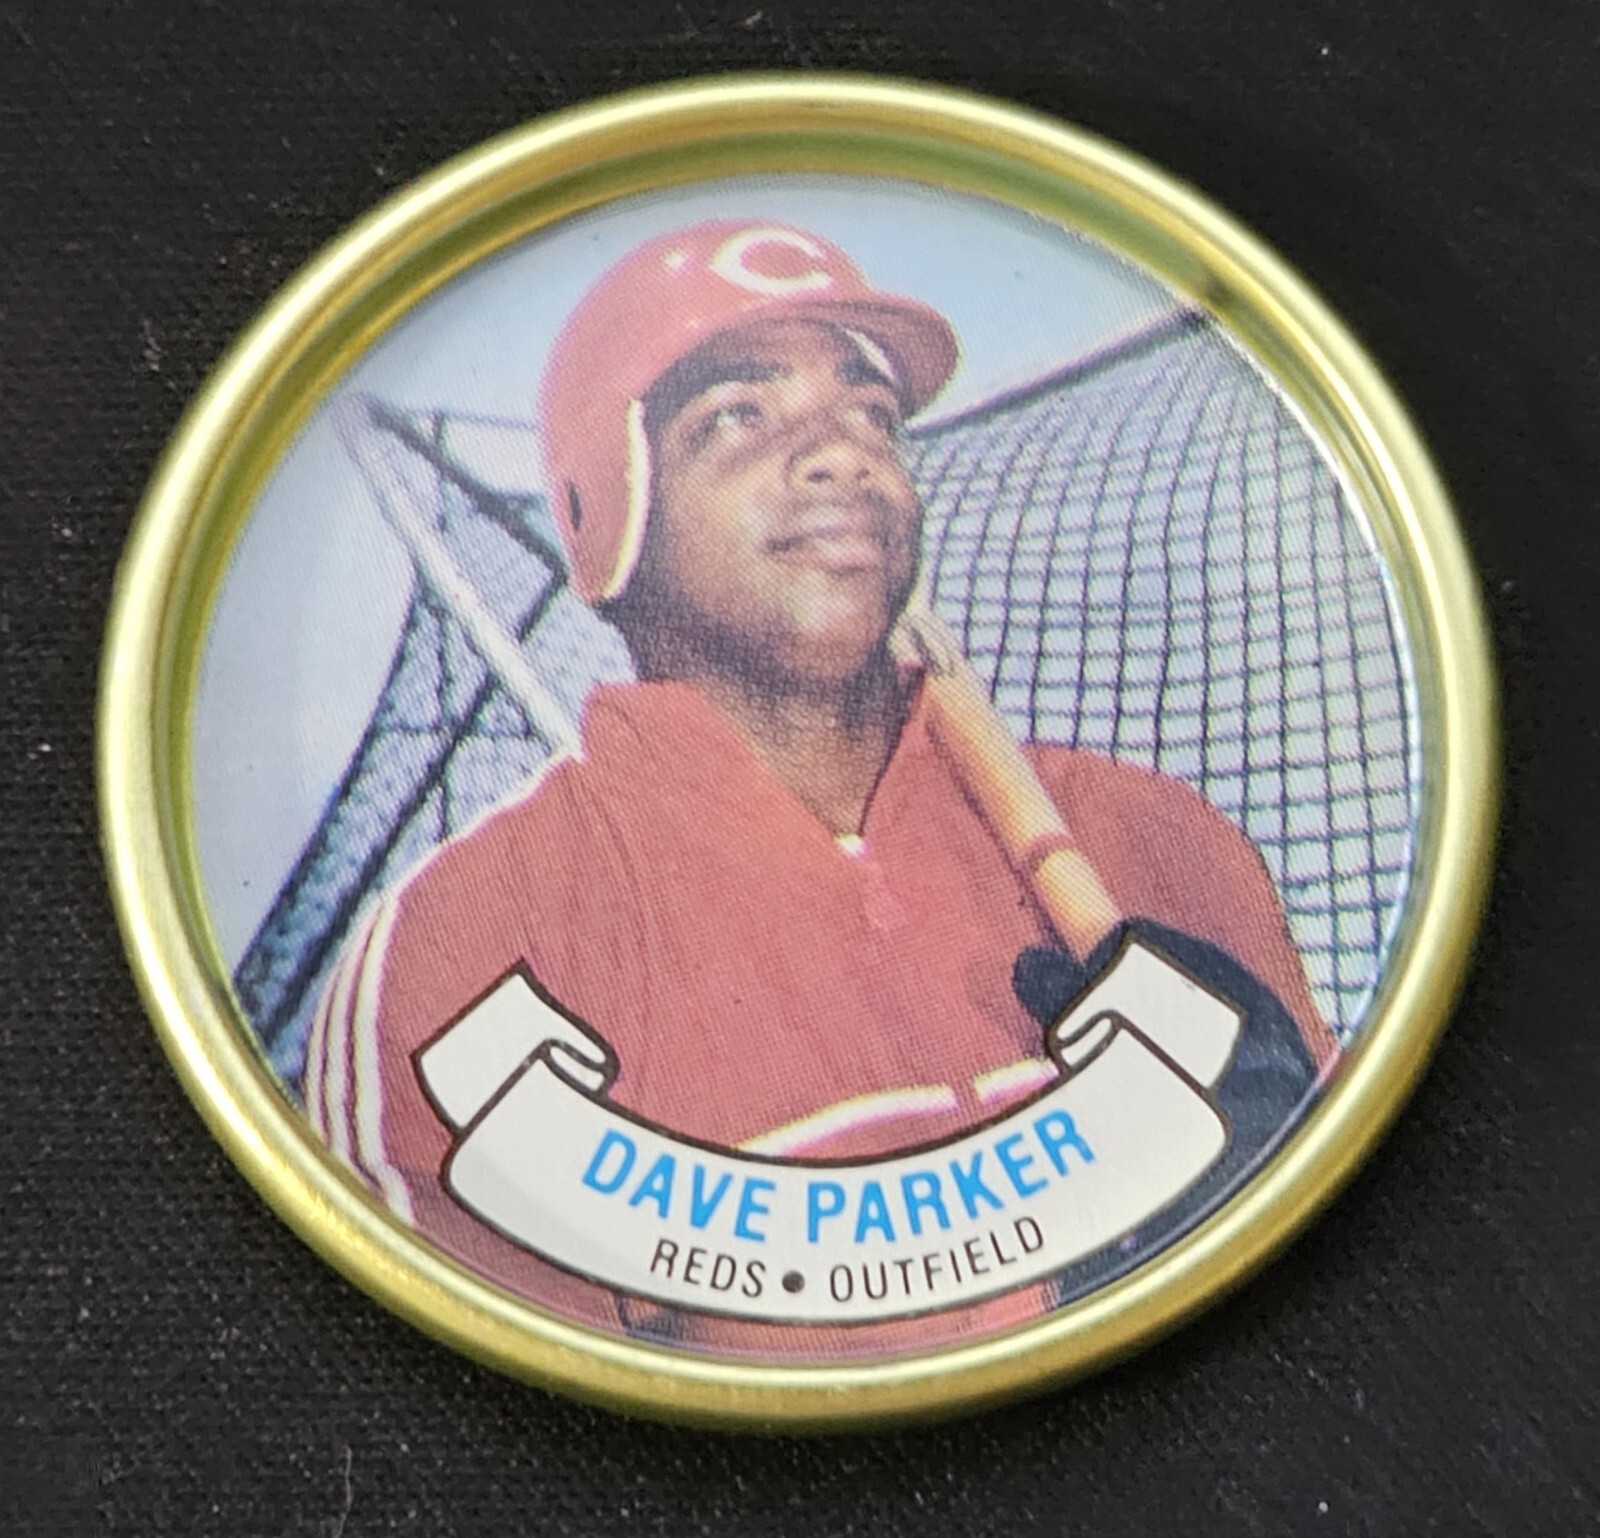 C
DAVE PARKER
REDS • OUTFIELD